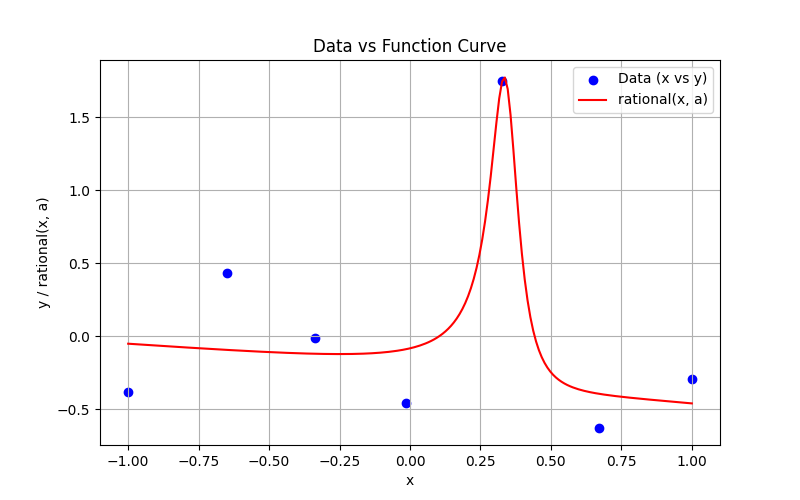 Data vs Function Curve
Data (x vs y)
rational(x, a)
y / rational(x, a)
1.5
1.0
0.5
0.0
−0.5
−1.00 −0.75 −0.50 −0.25 0.00 0.25 0.50 0.75 1.00
x